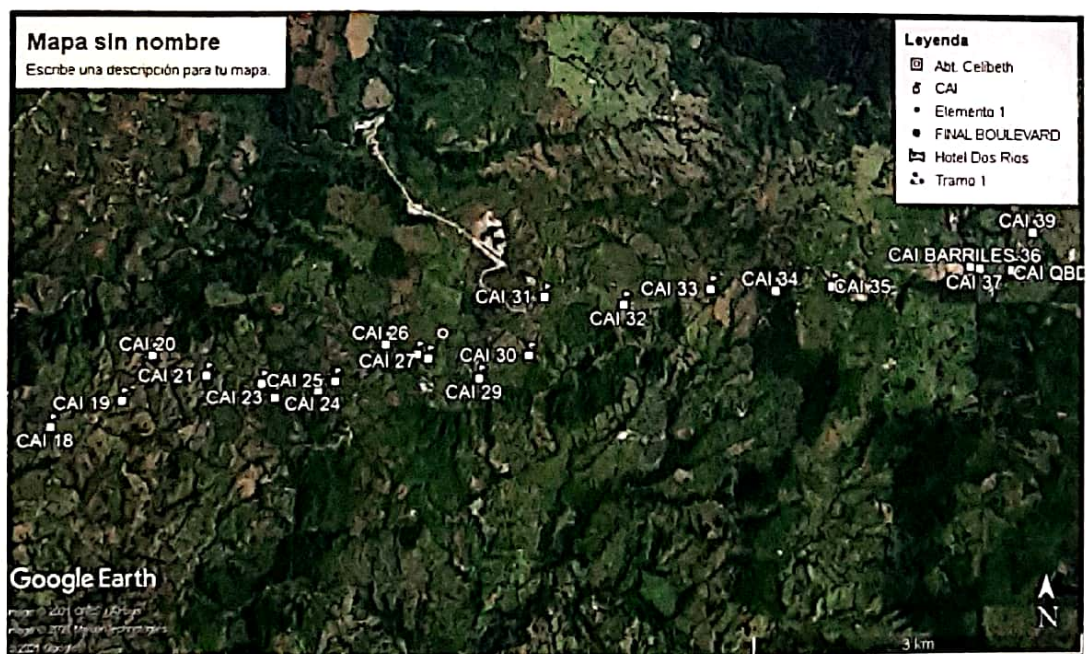 Mapa sin nombre
Escribe una descripción para tu mapa.
Leyenda
Abt. Celibeth
CAI
Elemento 1
FINAL BOULEVARD
Hotel Dos Rios
Tramo 1
CAI 39
CAI BARRILES 36
CAI QBD
CAI 37
CAI 34
CAI 33
CAI 35
CAI 31
CAI 32
CAI 26
CAI 20
CAI 27
CAI 30
CAI 21
CAI 25
CAI 29
CAI 23
CAI 24
CAI 19
CAI 18
Google Earth
N
3 km